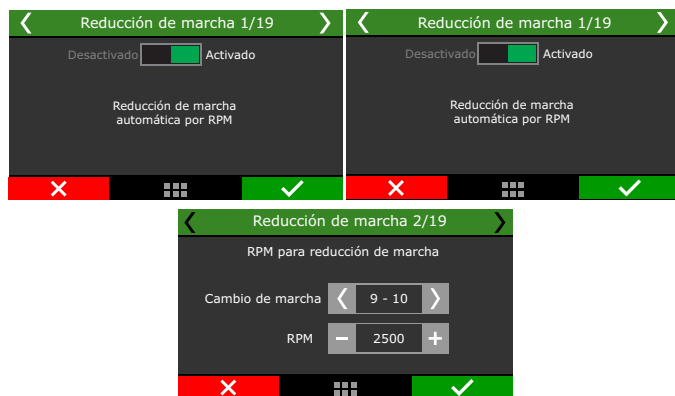 Reducción de marcha 1/19
Desactivado Activado
Reducción de marcha
automática por RPM
Reducción de marcha 1/19
Desactivado Activado
Reducción de marcha
automática por RPM
Reducción de marcha 2/19
RPM para reducción de marcha
Cambio de marcha 9 - 10
RPM 2500